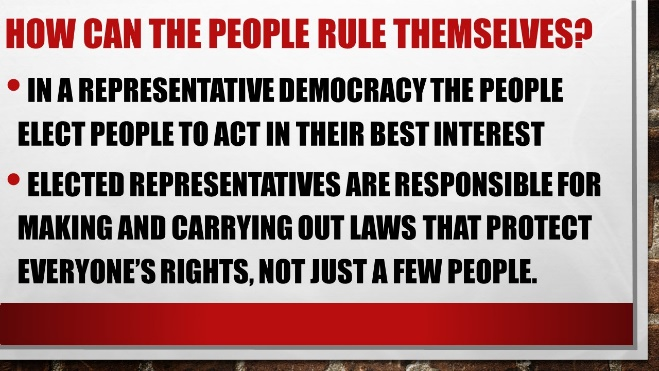 HOW CAN THE PEOPLE RULE THEMSELVES?
• IN A REPRESENTATIVE DEMOCRACY THE PEOPLE
ELECT PEOPLE TO ACT IN THEIR BEST INTEREST
• ELECTED REPRESENTATIVES ARE RESPONSIBLE FOR
MAKING AND CARRYING OUT LAWS THAT PROTECT
EVERYONE'S RIGHTS, NOT JUST A FEW PEOPLE.